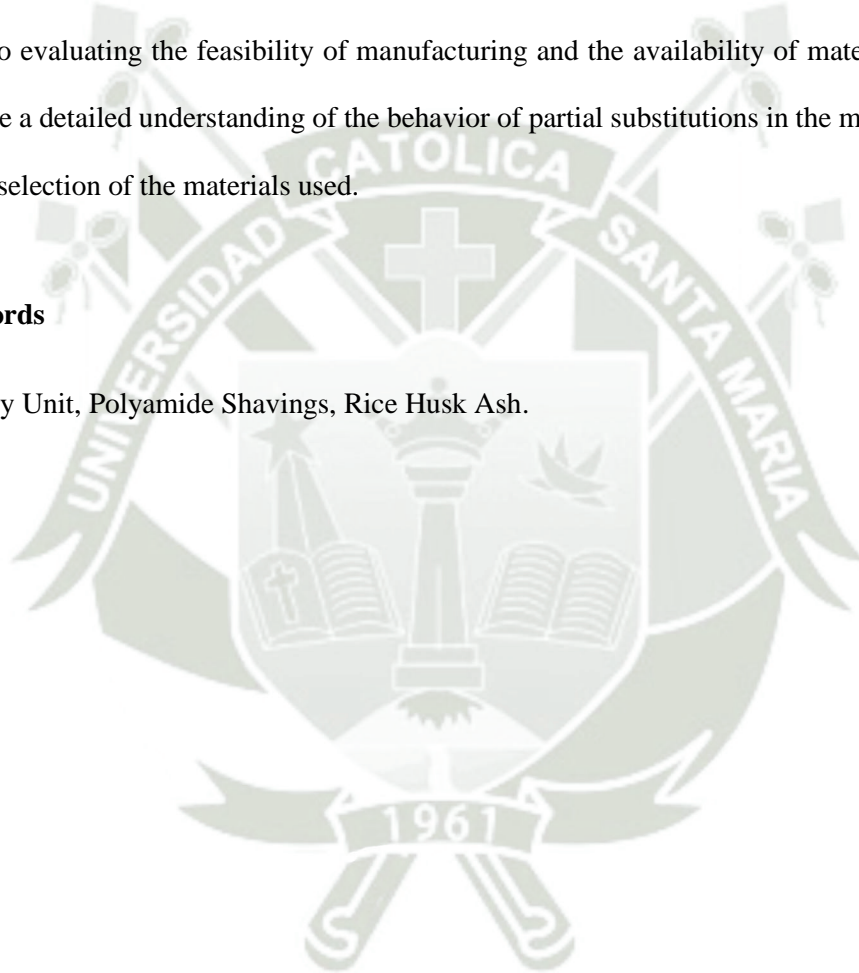 o evaluating the feasibility of manufacturing and the availability of mate
e a detailed understanding of the behavior of partial substitutions in the m
selection of the materials used.
ords
y Unit, Polyamide Shavings, Rice Husk Ash.
UNIVERSIDAD CATOLICA SANTA MARIA
1961